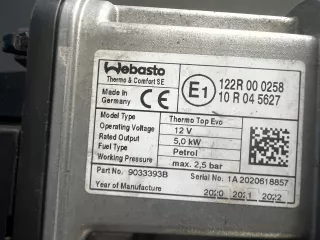 Webasto
Thermo & Comfort SE
Made in
Germany
CE
E1
122R 00 0258
10 R 04 5627
Model Type Thermo Top Evo
Operating Voltage 12 V
Rated Output 5,0 kW
Fuel Type Petrol
Working Pressure max. 2,5 bar
Part No. 9033393B Serial No. 1A 2020618857
Year of Manufacture 2020 2021 2022